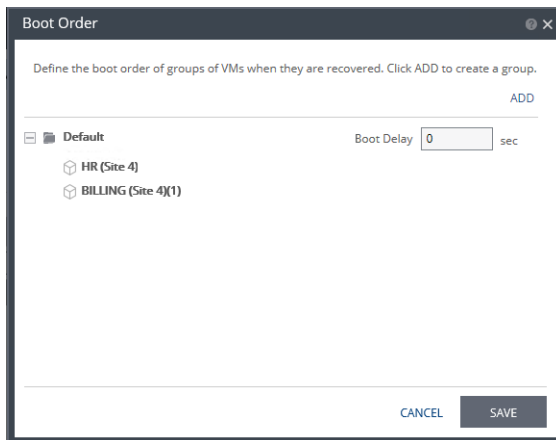 Boot Order
Define the boot order of groups of VMs when they are recovered. Click ADD to create a group.
ADD
Default Boot Delay 0 sec
HR (Site 4)
BILLING (Site 4)(1)
CANCEL SAVE